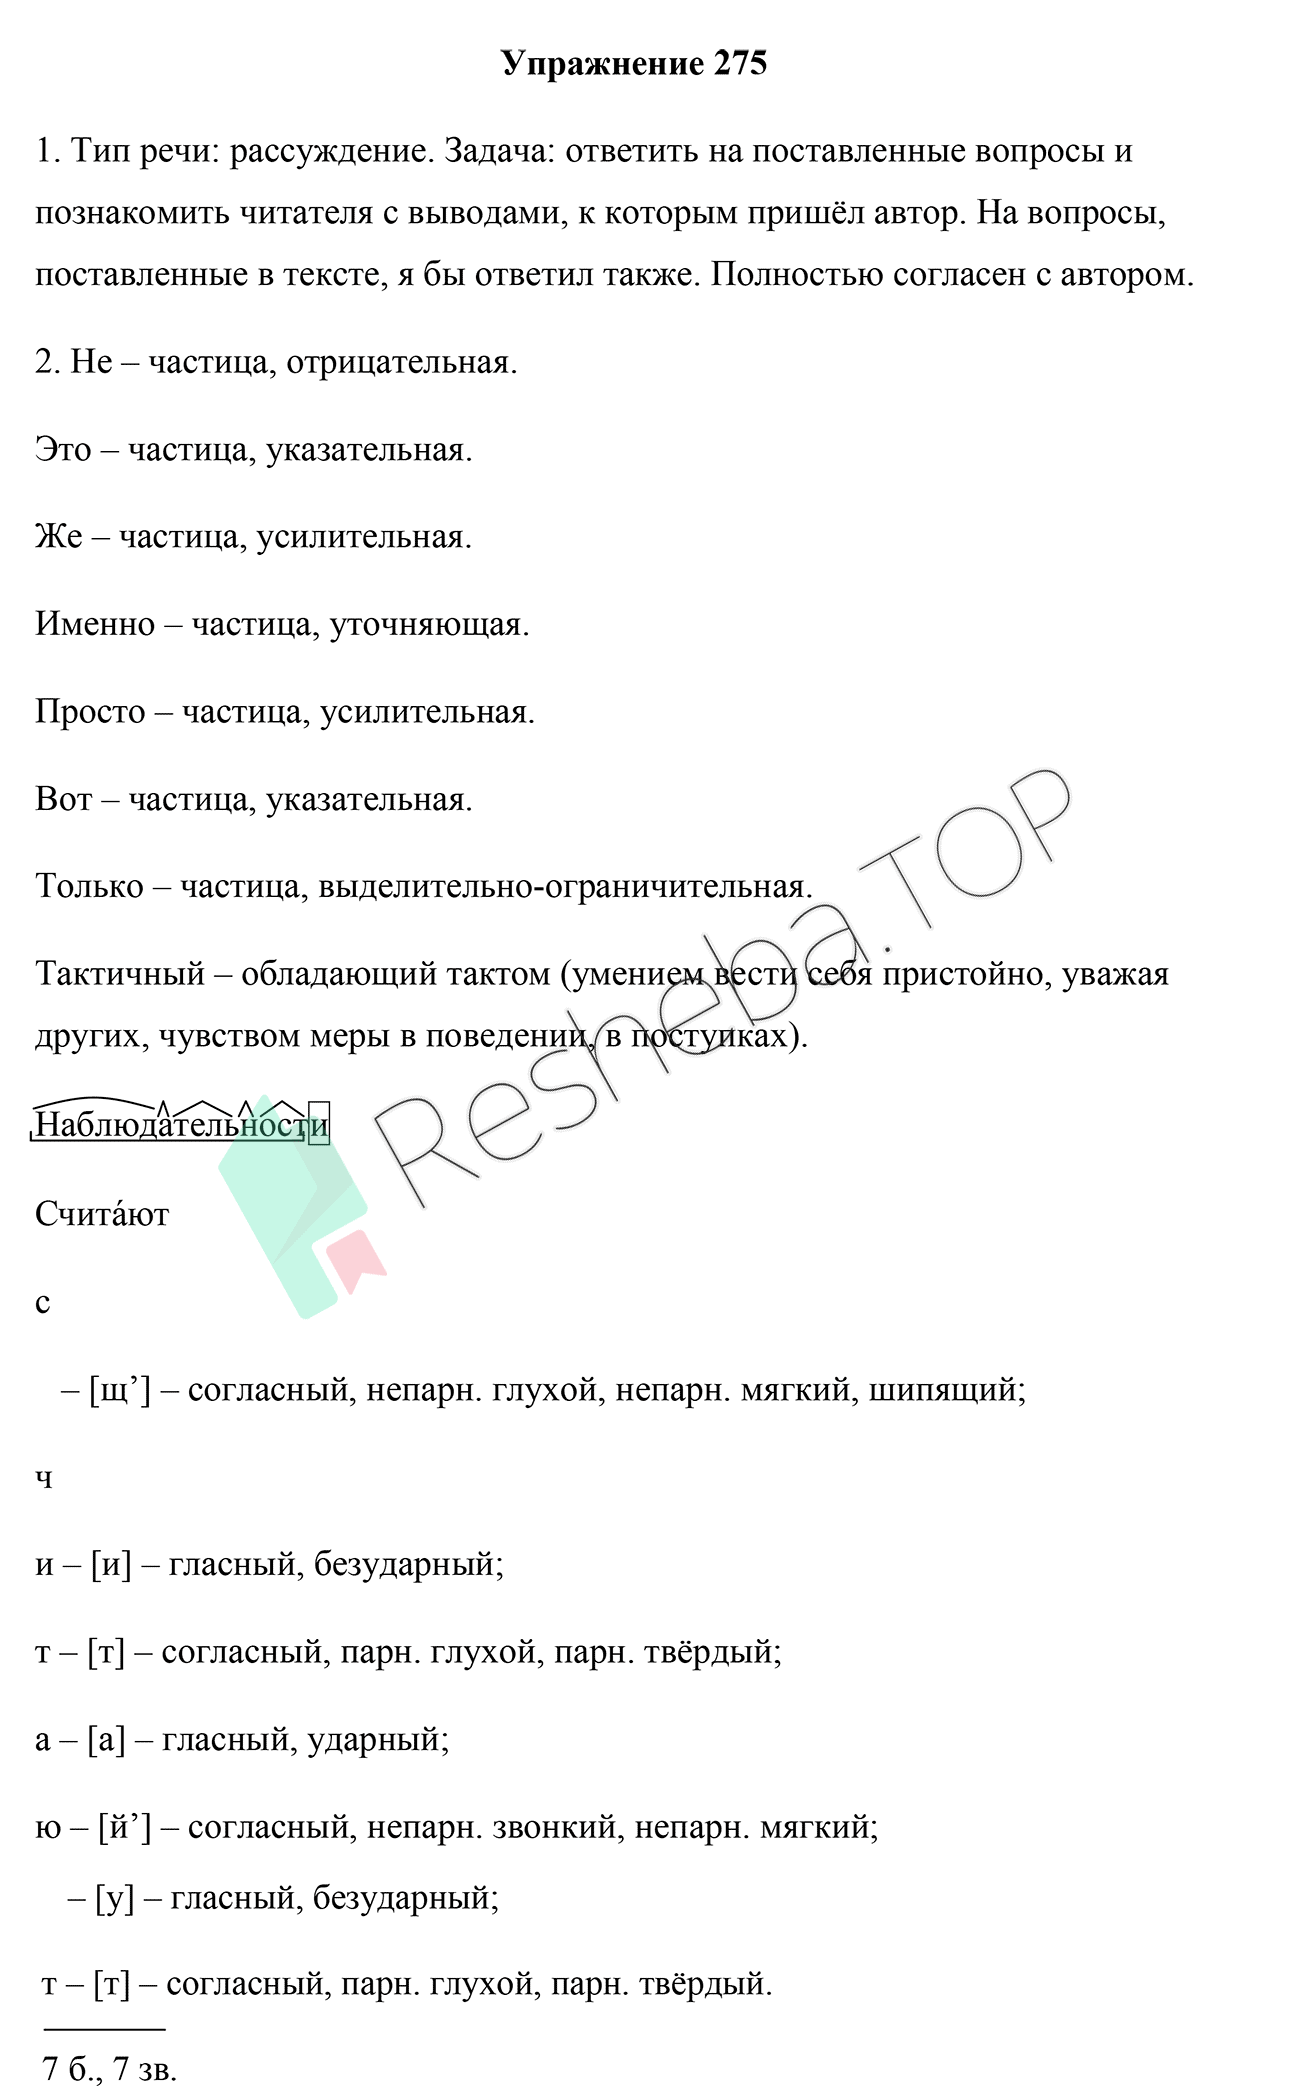 Упражнение 275
1. Тип речи: рассуждение. Задача: ответить на поставленные вопросы и
познакомить читателя с выводами, к которым пришёл автор. На вопросы,
поставленные в тексте, я бы ответил также. Полностью согласен с автором.
2. Не – частица, отрицательная.
Это – частица, указательная.
Же – частица, усилительная.
Именно – частица, уточняющая.
Просто – частица, усилительная.
Вот – частица, указательная.
Только – частица, выделительно-ограничительная.
Тактичный – обладающий тактом (умением вести себя пристойно, уважая
других, чувством меры в поведении, в поступках).
Resheba.TOP
Наблюдательности
Счита́ют
с
– [щ’] – согласный, непарн. глухой, непарн. мягкий, шипящий;
ч
и – [и] – гласный, безударный;
т – [т] – согласный, парн. глухой, парн. твёрдый;
а – [а] – гласный, ударный;
ю – [й’] – согласный, непарн. звонкий, непарн. мягкий;
– [у] – гласный, безударный;
т – [т] – согласный, парн. глухой, парн. твёрдый.
7 б., 7 зв.